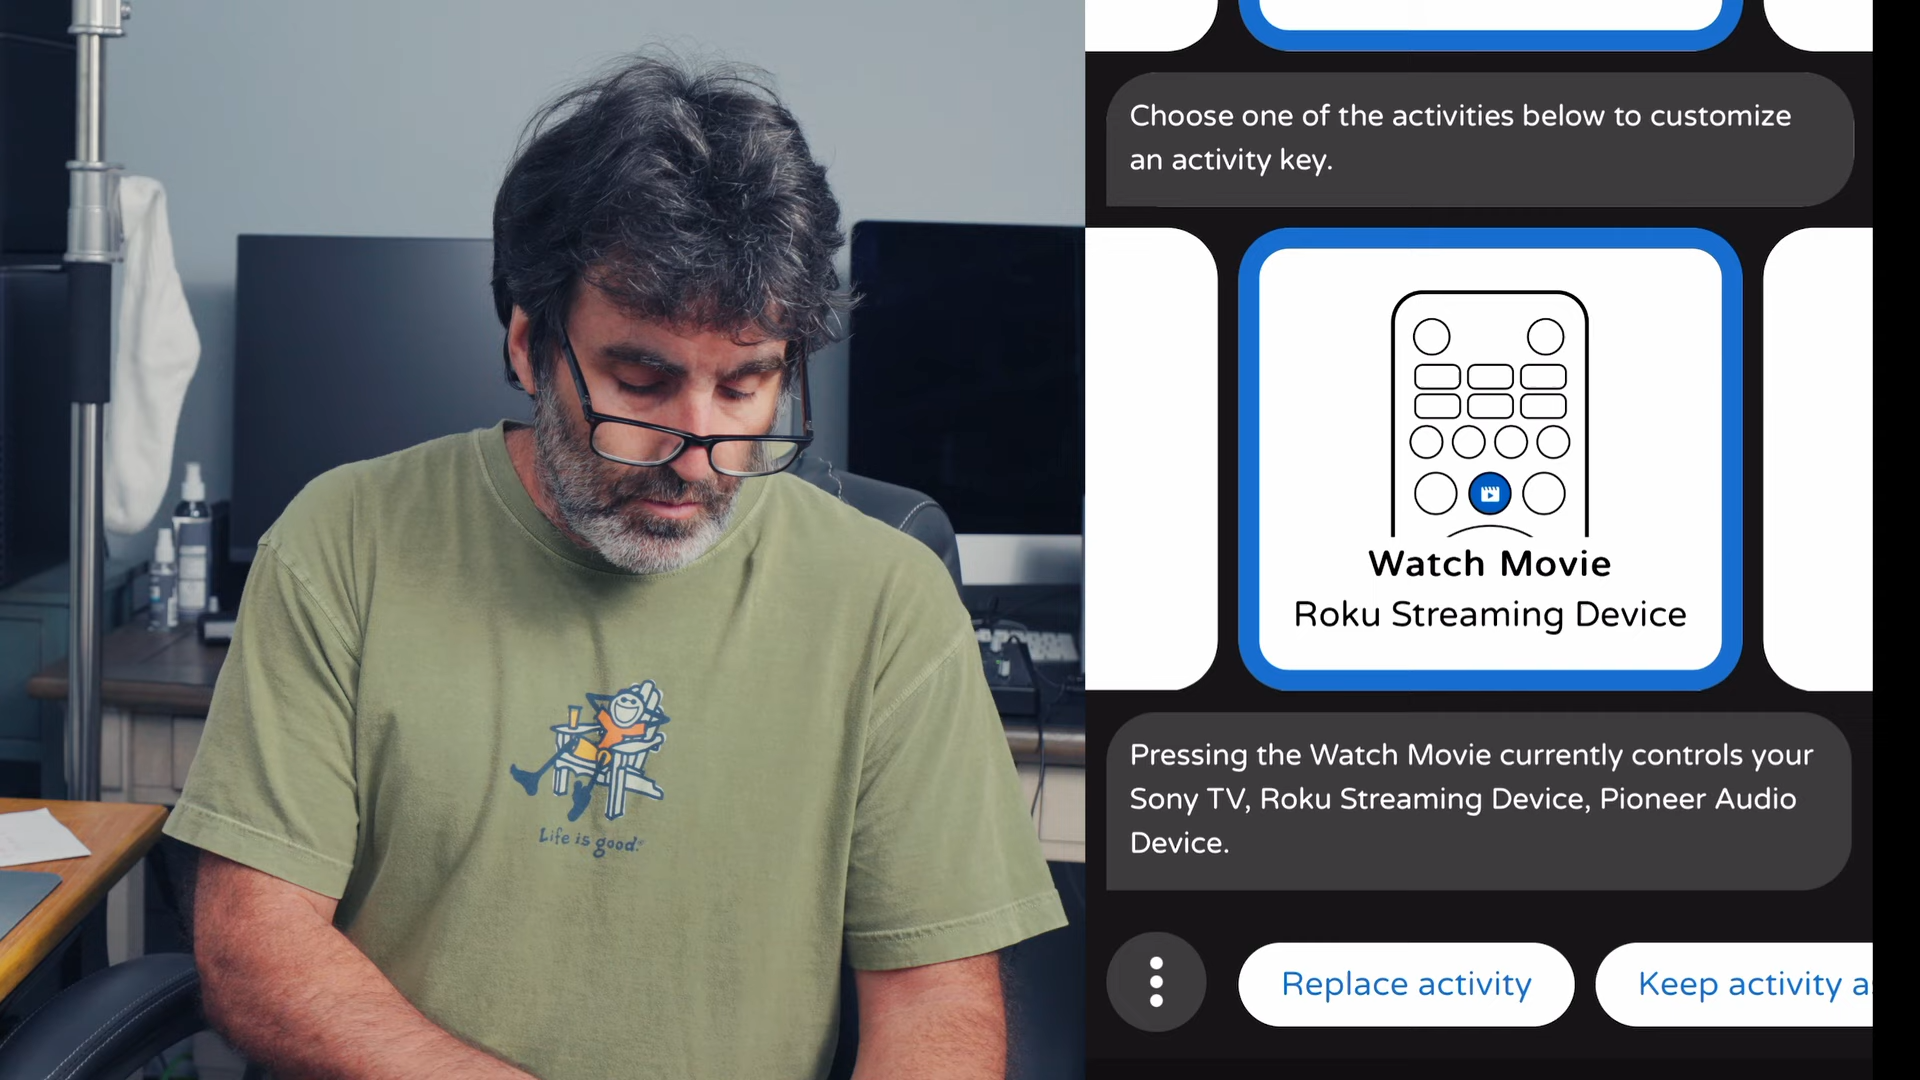 Choose one of the activities below to customize
an activity key.
Watch Movie
Roku Streaming Device
Pressing the Watch Movie currently controls your
Sony TV, Roku Streaming Device, Pioneer Audio
Device.
Replace activity
Keep activity a
Life is good.